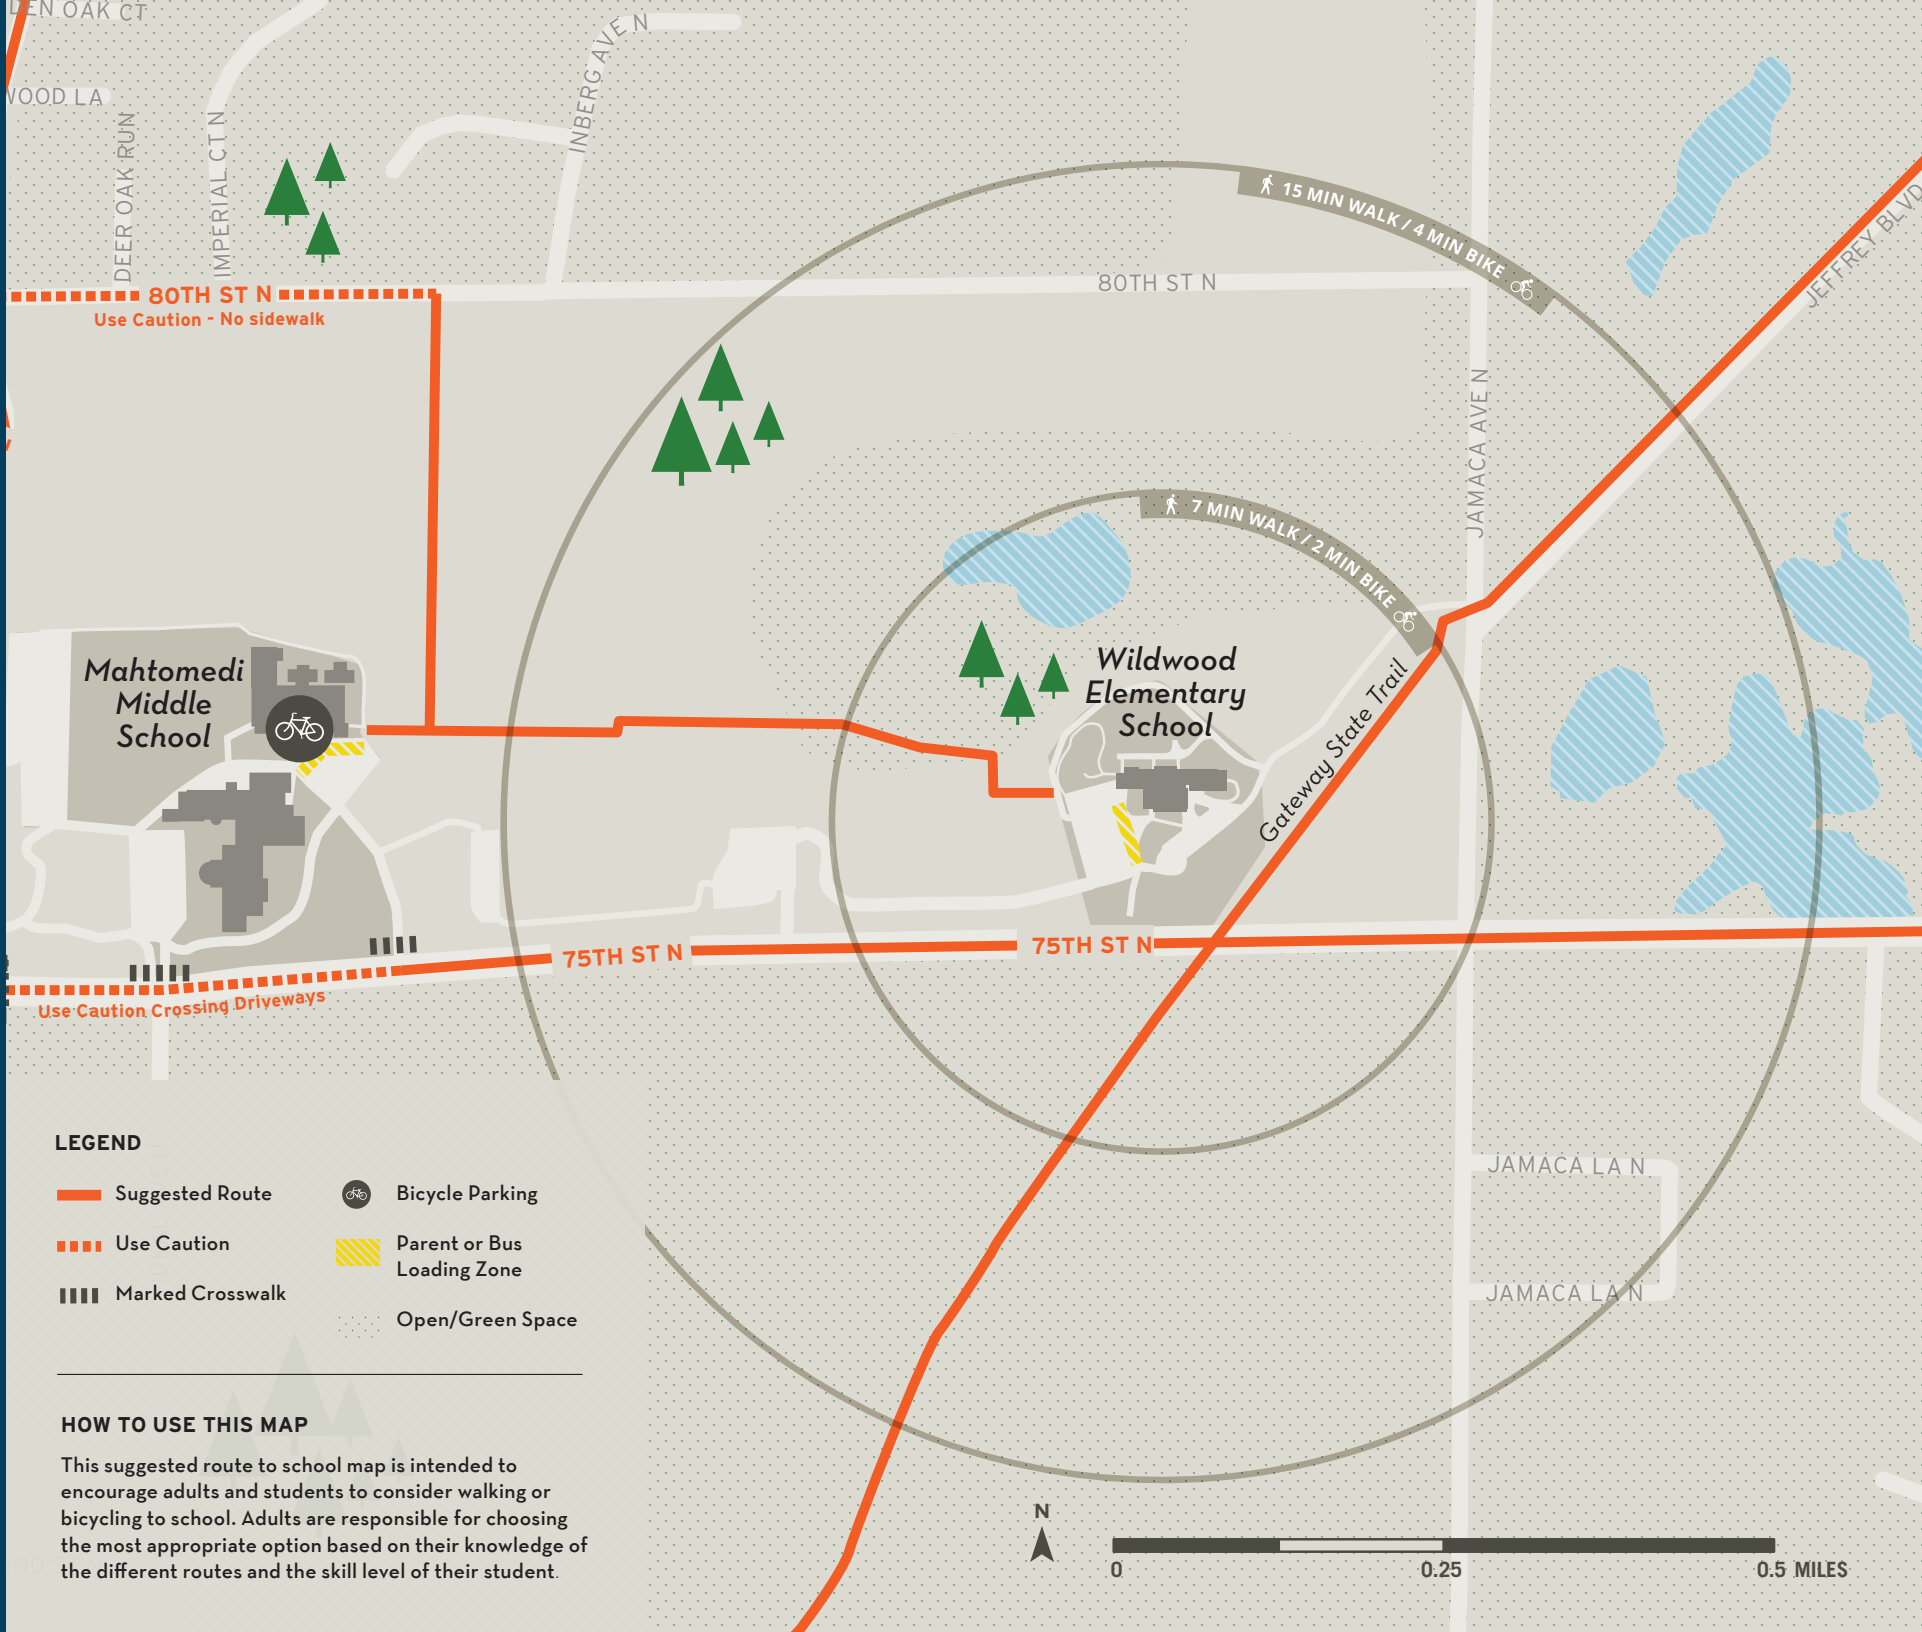 DEN OAK CT
WOOD LA
DEER OAK RUN
IMPERIAL CT N
INBERG AVE N
15 MIN WALK / 4 MIN BIKE
JEFFREY BLVD
80TH ST N
80TH ST N
Use Caution - No sidewalk
JAMACA AVE N
7 MIN WALK / 2 MIN BIKE
Mahtomedi
Middle
School
Wildwood
Elementary
School
Gateway State Trail
75TH ST N
75TH ST N
Use Caution Crossing Driveways
JAMACA LA N
JAMACA LA N
LEGEND
Suggested Route
Use Caution
Marked Crosswalk
Bicycle Parking
Parent or Bus
Loading Zone
Open/Green Space
HOW TO USE THIS MAP
This suggested route to school map is intended to
encourage adults and students to consider walking or
bicycling to school. Adults are responsible for choosing
the most appropriate option based on their knowledge of
the different routes and the skill level of their student.
N
0
0.25
0.5 MILES